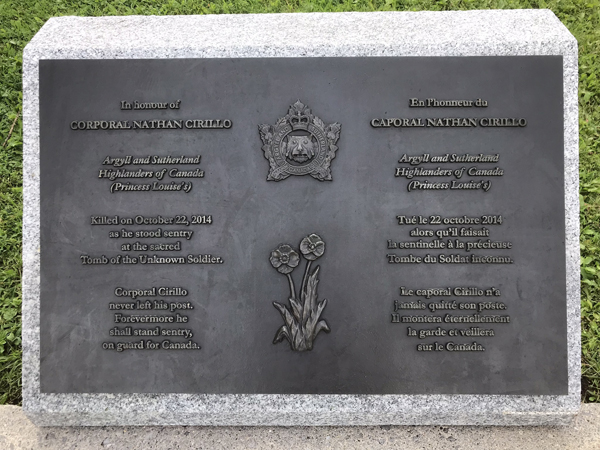 In honour of
CORPORAL NATHAN CIRILLO
Argyll and Sutherland
Highlanders of Canada
(Princess Louise's)
Killed on October 22, 2014
as he stood sentry
at the sacred
Tomb of the Unknown Soldier.
Corporal Cirillo
never left his post.
Forevermore he
shall stand sentry,
on guard for Canada.
En l'honneur du
CAPORAL NATHAN CIRILLO
Argyll and Sutherland
Highlanders of Canada
(Princess Louise's)
Tué le 22 octobre 2014
alors qu'il faisait
la sentinelle à la précieuse
Tombe du Soldat inconnu.
Le caporal Cirillo n'a
jamais quitté son poste.
Il montera éternellement
la garde et veillera
sur le Canada.